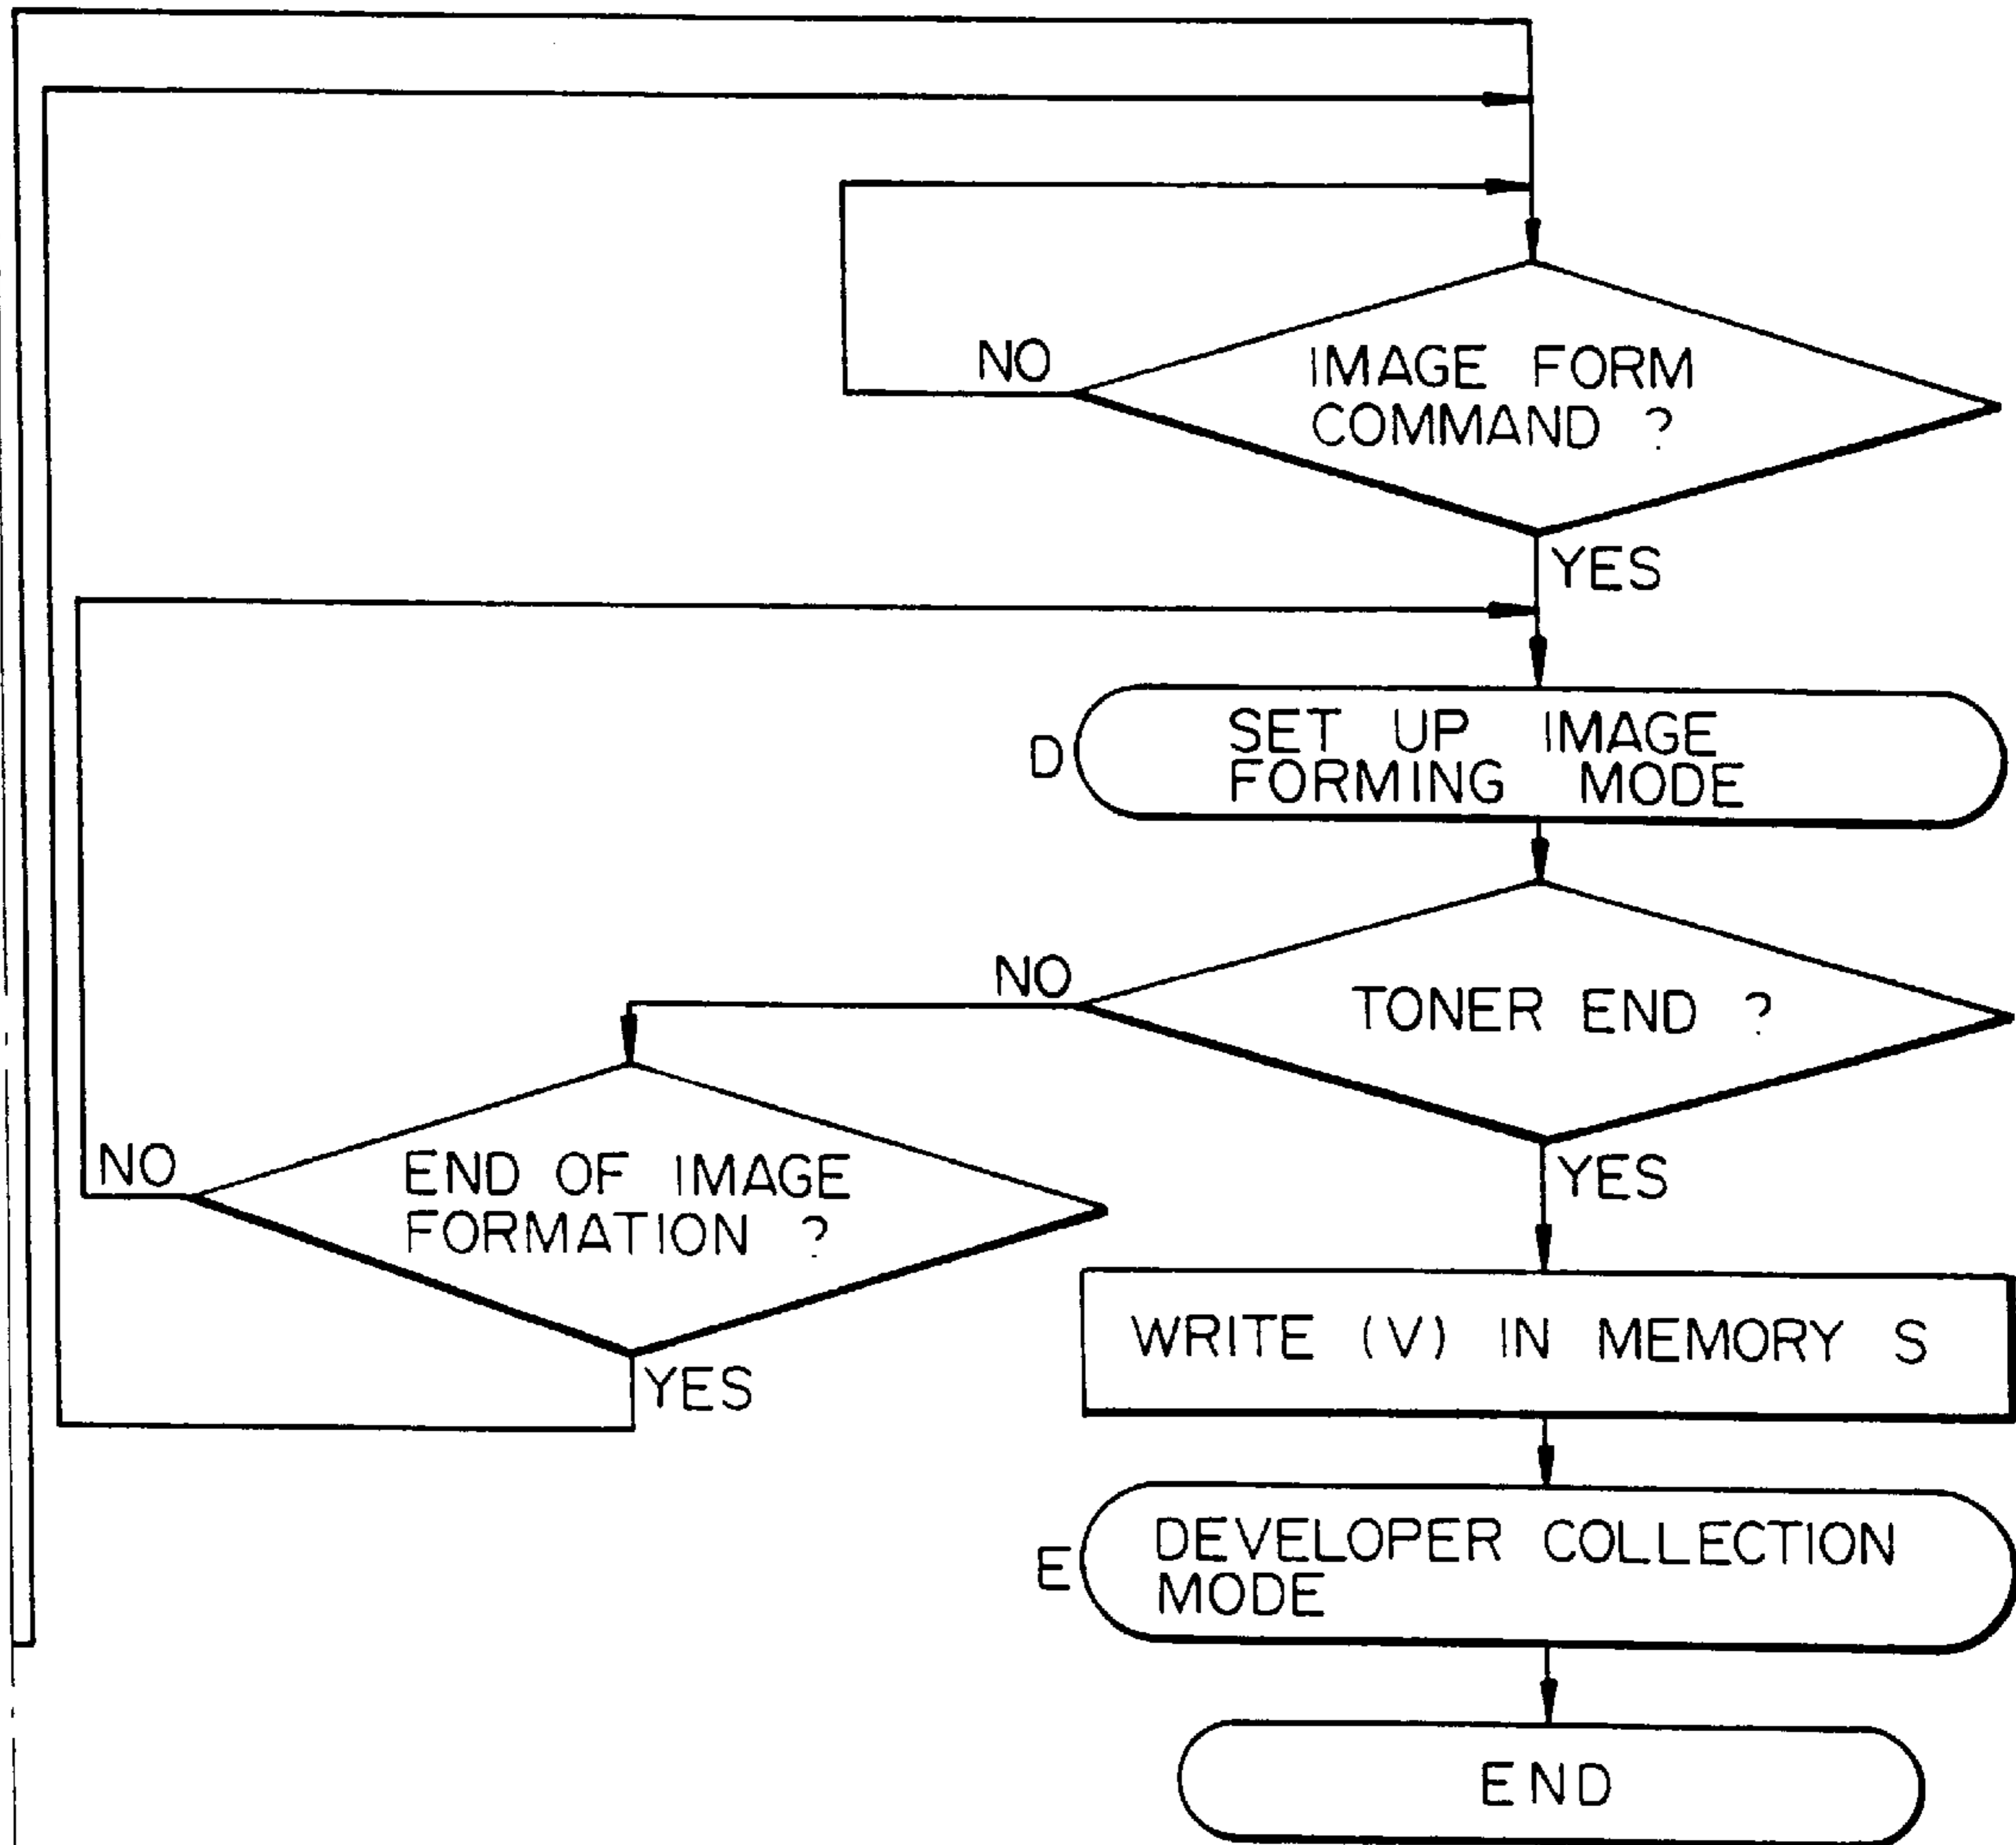 NO
IMAGE FORM
COMMAND ?
YES
D
SET UP IMAGE
FORMING MODE
NO
TONER END ?
YES
NO
END OF IMAGE
FORMATION ?
YES
WRITE (V) IN MEMORY S
E
DEVELOPER COLLECTION
MODE
END